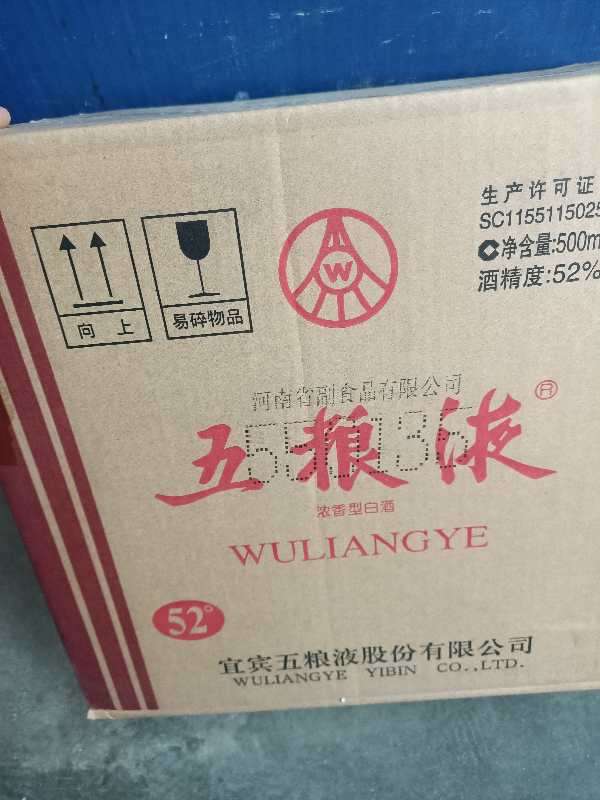 生产许可证
SC1155115025
净含量:500m
酒精度:52%
向上
易碎物品
W
河南省副食品有限公司
五粮液®
浓香型白酒
WULIANGYE
52°
宜宾五粮液股份有限公司
WULIANGYE YIBIN CO.,LTD.